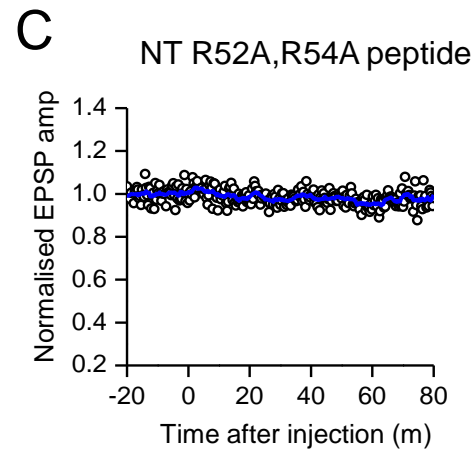 C
NT R52A,R54A peptide
Normalised EPSP amp
1.4
1.2
1.0
0.8
0.6
0.4
0.2
-20 0 20 40 60 80
Time after injection (m)